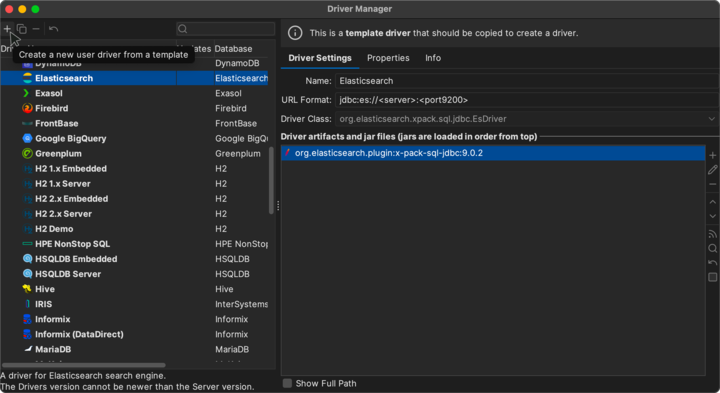 Driver Manager
Create a new user driver from a template
Database
DynamoDB
Elasticsearch Elasticsearch
Exasol Exasol
Firebird Firebird
FrontBase FrontBase
Google BigQuery Google BigQ
Greenplum Greenplum
H2 1.x Embedded H2
H2 1.x Server H2
H2 2.x Embedded H2
H2 2.x Server H2
H2 Demo H2
HPE NonStop SQL HPE NonStop
HSQLDB Embedded HSQLDB
HSQLDB Server HSQLDB
Hive Hive
IRIS InterSystems
Informix Informix
Informix (DataDirect) Informix
MariaDB MariaDB
A driver for Elasticsearch search engine.
The Drivers version cannot be newer than the Server version.
This is a template driver that should be copied to create a driver.
Driver Settings Properties Info
Name: Elasticsearch
URL Format: jdbc:es://<server>:<port9200>
Driver Class: org.elasticsearch.xpack.sql.jdbc.EsDriver
Driver artifacts and jar files (jars are loaded in order from top)
org.elasticsearch.plugin:x-pack-sql-jdbc:9.0.2
Show Full Path